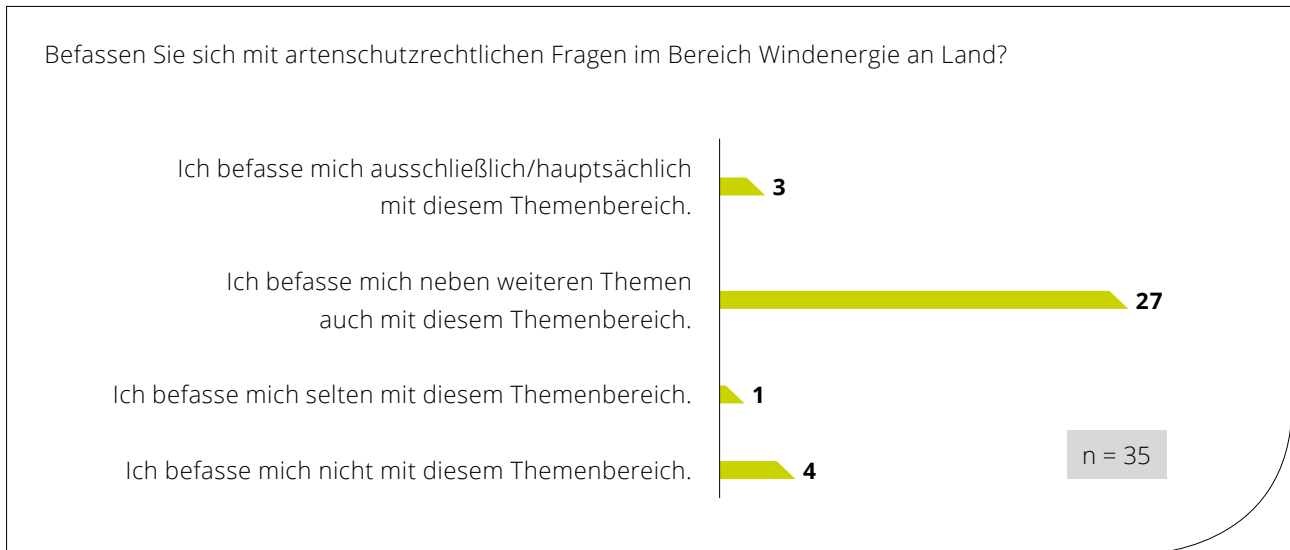 Befassen Sie sich mit artenschutzrechtlichen Fragen im Bereich Windenergie an Land?
Ich befasse mich ausschließlich/hauptsächlich
mit diesem Themenbereich.
3
Ich befasse mich neben weiteren Themen
auch mit diesem Themenbereich.
27
Ich befasse mich selten mit diesem Themenbereich.
1
Ich befasse mich nicht mit diesem Themenbereich.
4
n = 35